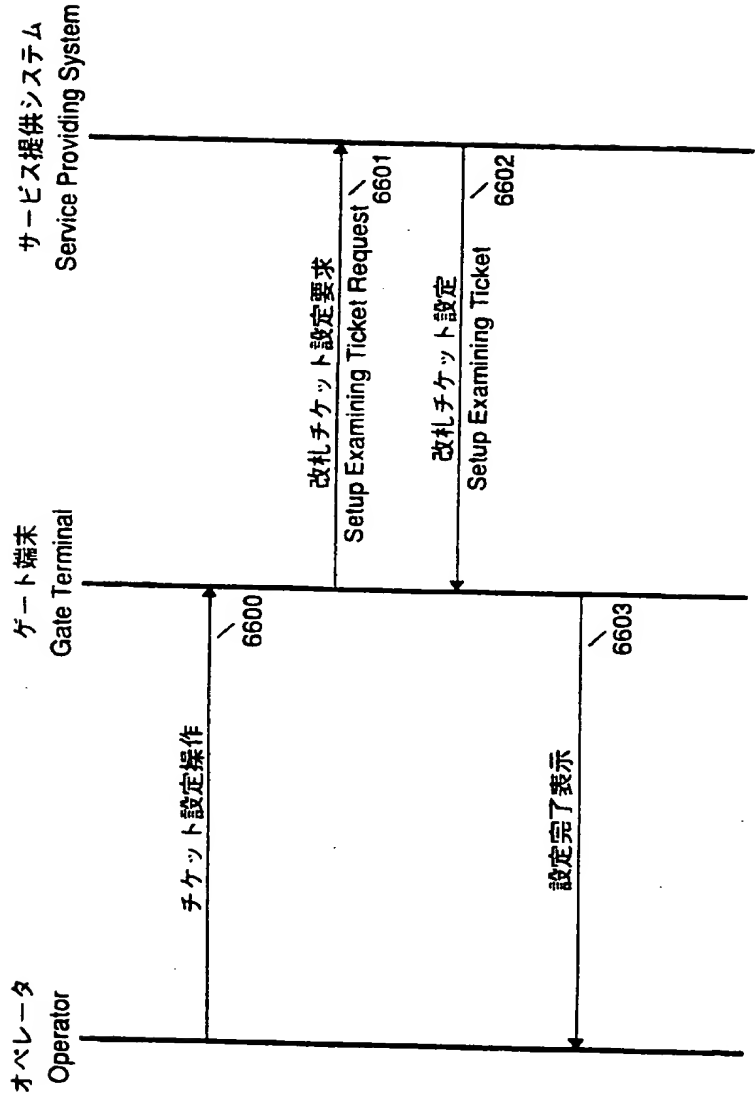 オペレータ
Operator
ゲート端末
Gate Terminal
サービス提供システム
Service Providing System
チケット設定操作
6600
改札チケット設定要求
Setup Examining Ticket Request
6601
改札チケット設定
Setup Examining Ticket
6602
設定完了表示
6603